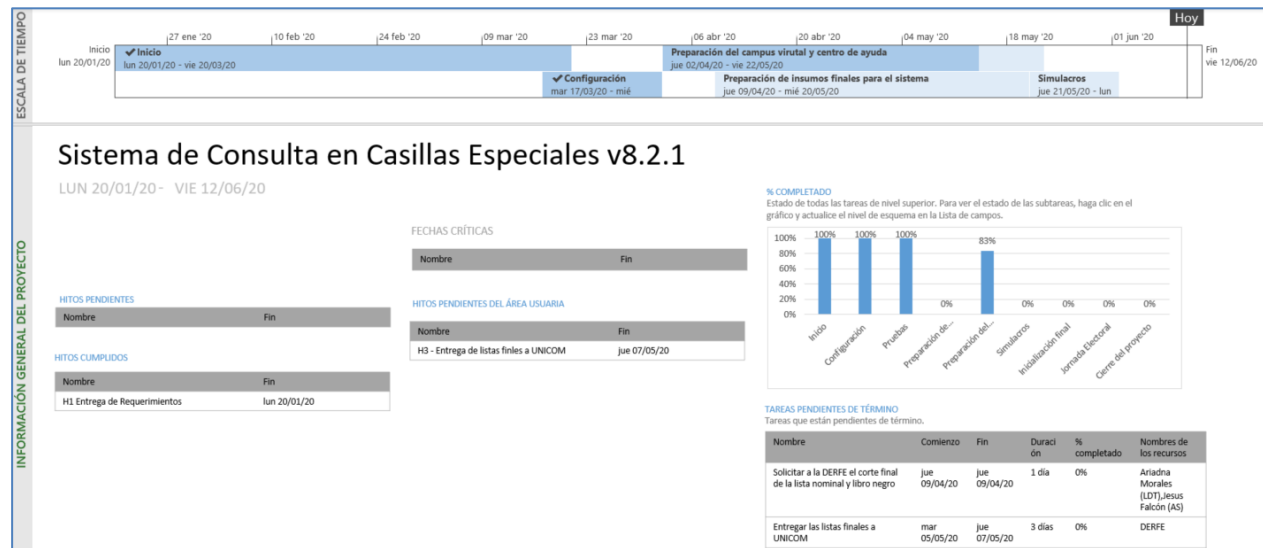 ESCALA DE TIEMPO
Hoy
27 ene '20
10 feb '20
24 feb '20
09 mar '20
23 mar '20
06 abr '20
20 abr '20
04 may '20
18 may '20
01 jun '20
Inicio
lun 20/01/20
✔ Inicio
lun 20/01/20 - vie 20/03/20
Preparación del campus virutal y centro de ayuda
jue 02/04/20 - vie 22/05/20
Fin
vie 12/06/20
✔ Configuración
mar 17/03/20 - mié
Preparación de insumos finales para el sistema
jue 09/04/20 - mié 20/05/20
Simulacros
jue 21/05/20 - lun
INFORMACIÓN GENERAL DEL PROYECTO
Sistema de Consulta en Casillas Especiales v8.2.1
LUN 20/01/20 - VIE 12/06/20
FECHAS CRÍTICAS
Nombre Fin
HITOS PENDIENTES
Nombre Fin
HITOS PENDIENTES DEL ÁREA USUARIA
Nombre Fin
H3 - Entrega de listas finles a UNICOM jue 07/05/20
HITOS CUMPLIDOS
Nombre Fin
H1 Entrega de Requerimientos lun 20/01/20
% COMPLETADO
Estado de todas las tareas de nivel superior. Para ver el estado de las subtareas, haga clic en el
gráfico y actualice el nivel de esquema en la Lista de campos.
100%
80%
60%
40%
20%
0%
100% 100% 100% 0% 83% 0% 0% 0% 0%
Inicio
Configuración
Pruebas
Preparación de...
Preparación del...
Simulacros
Inicialización final
Jornada Electoral
Cierre del proyecto
TAREAS PENDIENTES DE TÉRMINO
Tareas que están pendientes de término.
Nombre Comienzo Fin Duraci % Nombres de
ón completado los recursos
Solicitar a la DERFE el corte final jue jue 1 día 0% Ariadna
de la lista nominal y libro negro 09/04/20 09/04/20 Morales
(LDT),Jesus
Falcón (AS)
Entregar las listas finales a mar jue 3 días 0% DERFE
UNICOM 05/05/20 07/05/20